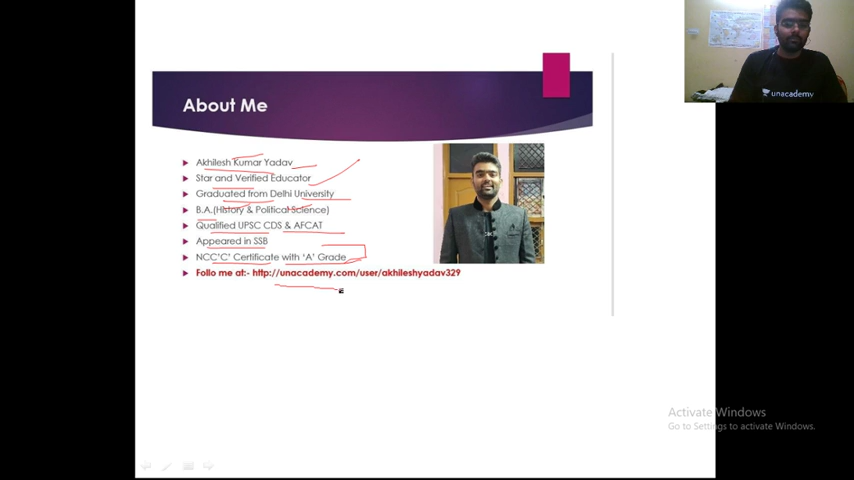 About Me
Akhilesh Kumar Yadav
Star and Verified Educator
Graduated from Delhi University
B.A.(History & Political Science)
Qualified UPSC CDS & AFCAT
Appeared in SSB
NCC'C' Certificate with 'A' Grade
Follo me at:- http://unacademy.com/user/akhileshyadav329
unacademy
Activate Windows
Go to Settings to activate Windows.